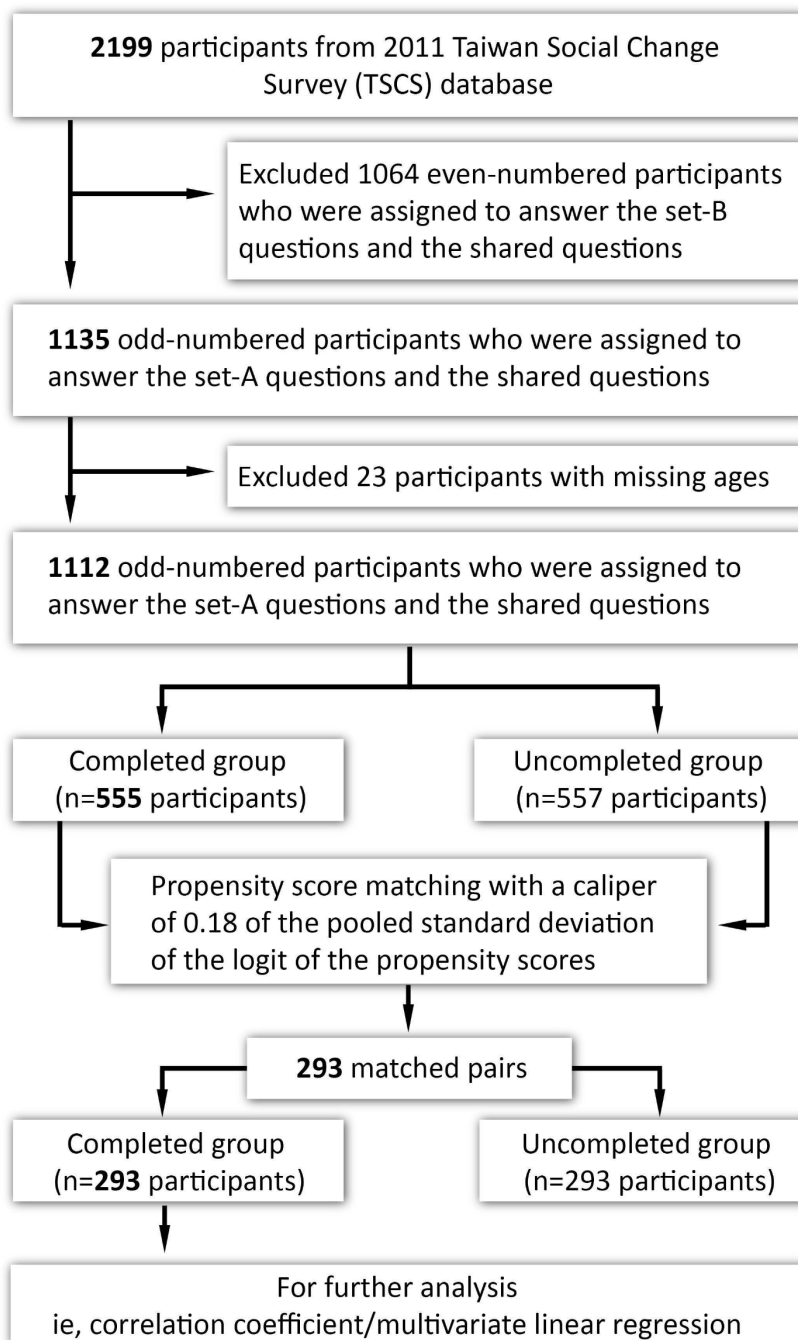 2199 participants from 2011 Taiwan Social Change
Survey (TSCS) database
Excluded 1064 even-numbered participants
who were assigned to answer the set-B
questions and the shared questions
1135 odd-numbered participants who were assigned to
answer the set-A questions and the shared questions
Excluded 23 participants with missing ages
1112 odd-numbered participants who were assigned to
answer the set-A questions and the shared questions
Completed group
(n=555 participants)
Uncompleted group
(n=557 participants)
Propensity score matching with a caliper
of 0.18 of the pooled standard deviation
of the logit of the propensity scores
293 matched pairs
Completed group
(n=293 participants)
Uncompleted group
(n=293 participants)
For further analysis
ie, correlation coefficient/multivariate linear regression